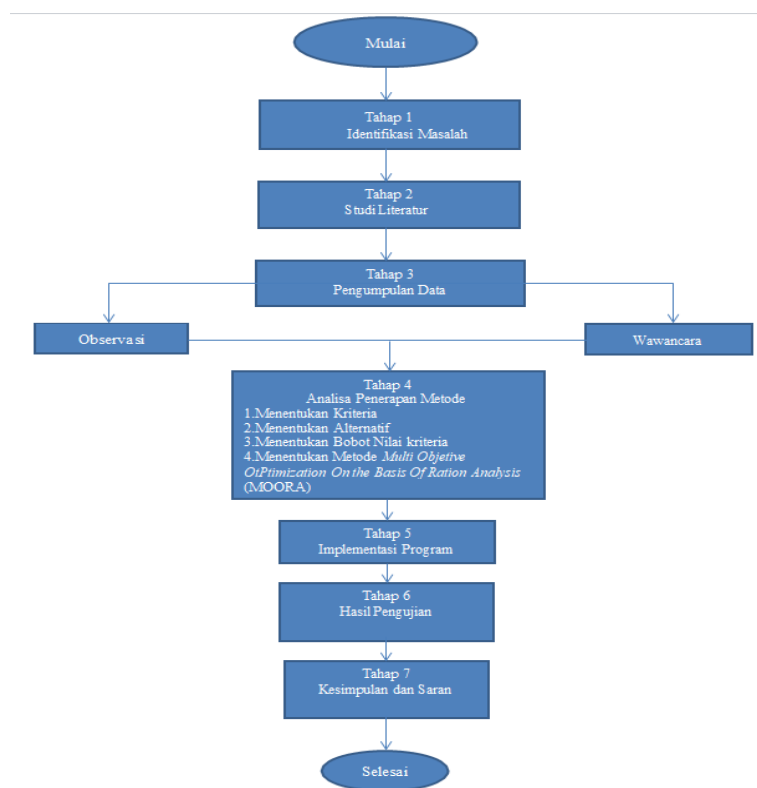 Mulai
Tahap 1
Identifikasi Masalah
Tahap 2
Studi Literatur
Tahap 3
Pengumpulan Data
Observasi
Wawancara
Tahap 4
Analisa Penerapan Metode
1.Menentukan Kriteria
2.Menentukan Alternatif
3.Menentukan Bobot Nilai kriteria
4.Menentukan Metode Multi Objetive
OtPtimization On the Basis Of Ration Analysis
(MOORA)
Tahap 5
Implementasi Program
Tahap 6
Hasil Pengujian
Tahap 7
Kesimpulan dan Saran
Selesai